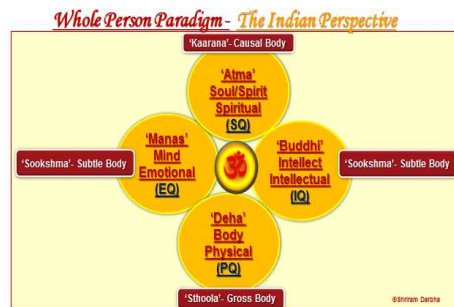 Whole Person Paradigm - The Indian Perspective
'Kaarana'- Causal Body
'Atma'
Soul/Spirit
Spiritual
(SQ)
'Sookshma'- Subtle Body
'Manas'
Mind
Emotional
(EQ)
ॐ
'Buddhi'
Intellect
Intellectual
(IQ)
'Sookshma'- Subtle Body
'Deha'
Body
Physical
(PQ)
'Sthoola'- Gross Body
©Shriram Darbha